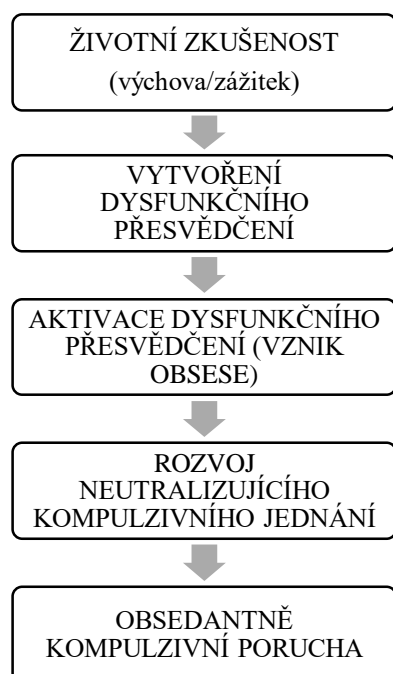 ŽIVOTNÍ ZKUŠENOST
(výchova/zážitek)
VYTVOŘENÍ
DYSFUNKČNÍHO
PŘESVĚDČENÍ
AKTIVACE DYSFUNKČNÍHO
PŘESVĚDČENÍ (VZNIK
OBSESE)
ROZVOJ
NEUTRALIZUJÍCÍHO
KOMPULZIVNÍHO JEDNÁNÍ
OBSEDANTNĚ
KOMPULZIVNÍ PORUCHA